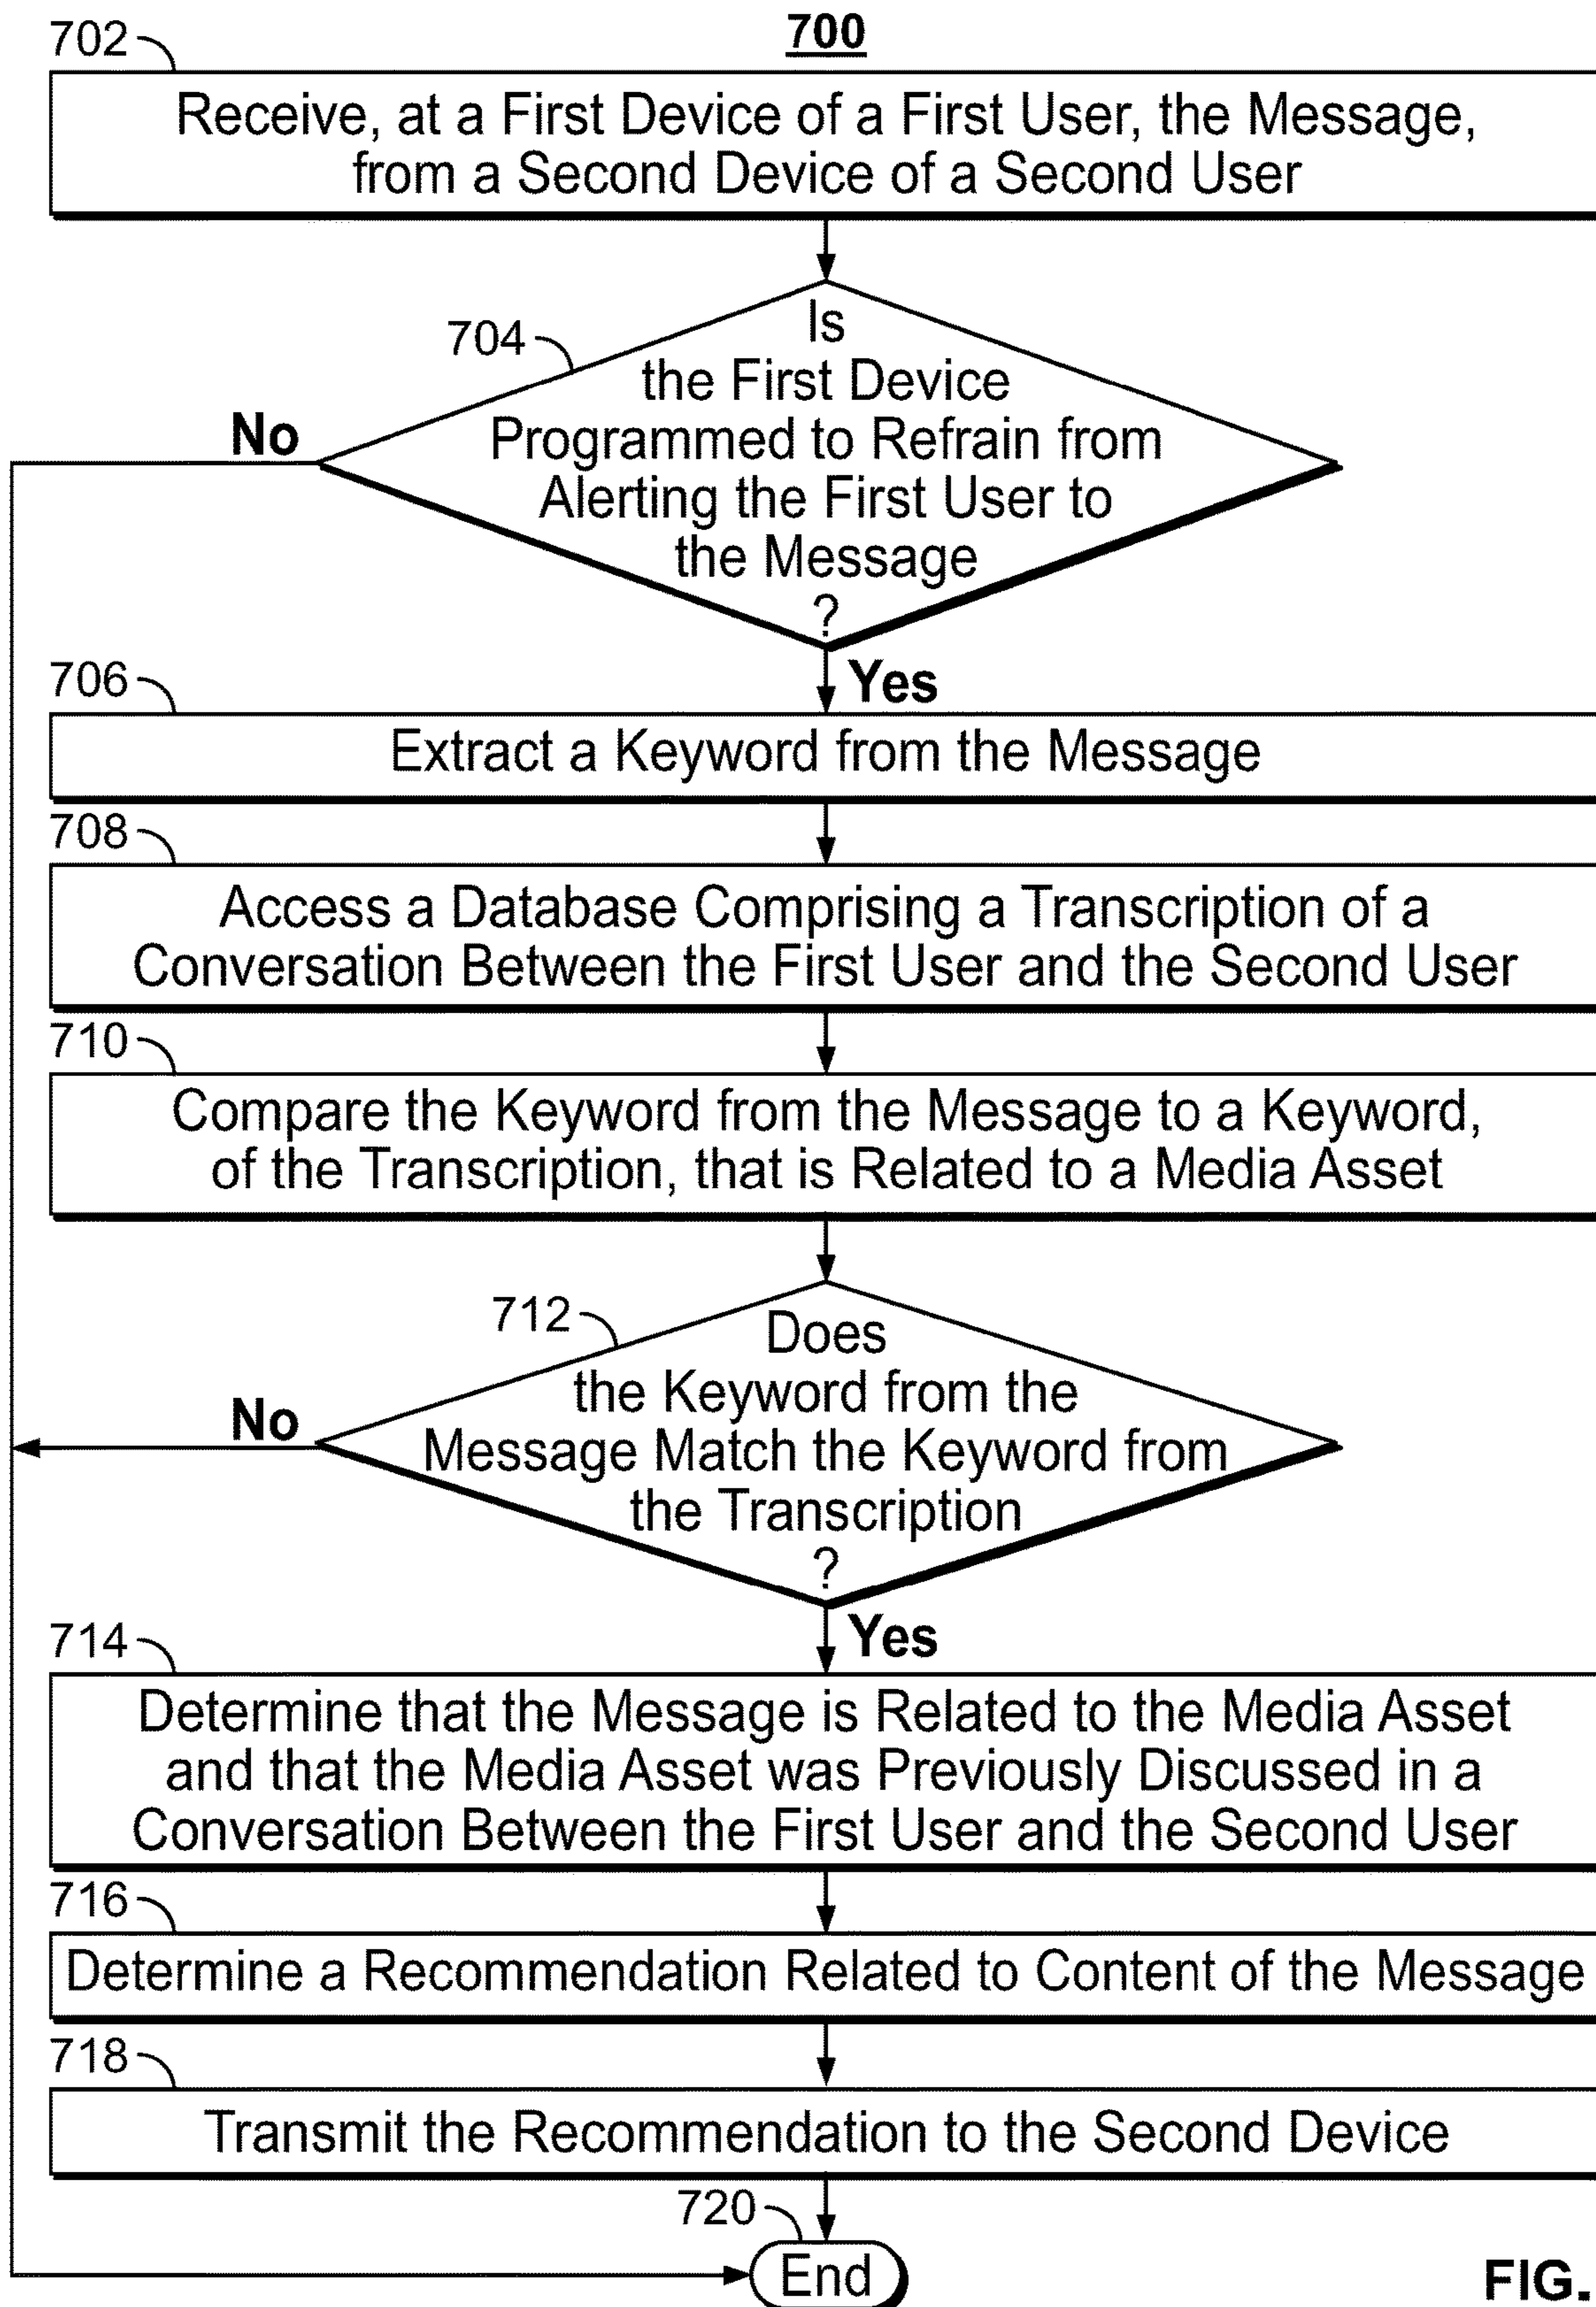 700
702
Receive, at a First Device of a First User, the Message,
from a Second Device of a Second User
704
Is
the First Device
Programmed to Refrain from
Alerting the First User to
the Message
?
No
Yes
706
Extract a Keyword from the Message
708
Access a Database Comprising a Transcription of a
Conversation Between the First User and the Second User
710
Compare the Keyword from the Message to a Keyword,
of the Transcription, that is Related to a Media Asset
712
Does
the Keyword from the
Message Match the Keyword from
the Transcription
?
No
Yes
714
Determine that the Message is Related to the Media Asset
and that the Media Asset was Previously Discussed in a
Conversation Between the First User and the Second User
716
Determine a Recommendation Related to Content of the Message
718
Transmit the Recommendation to the Second Device
720
End
FIG.